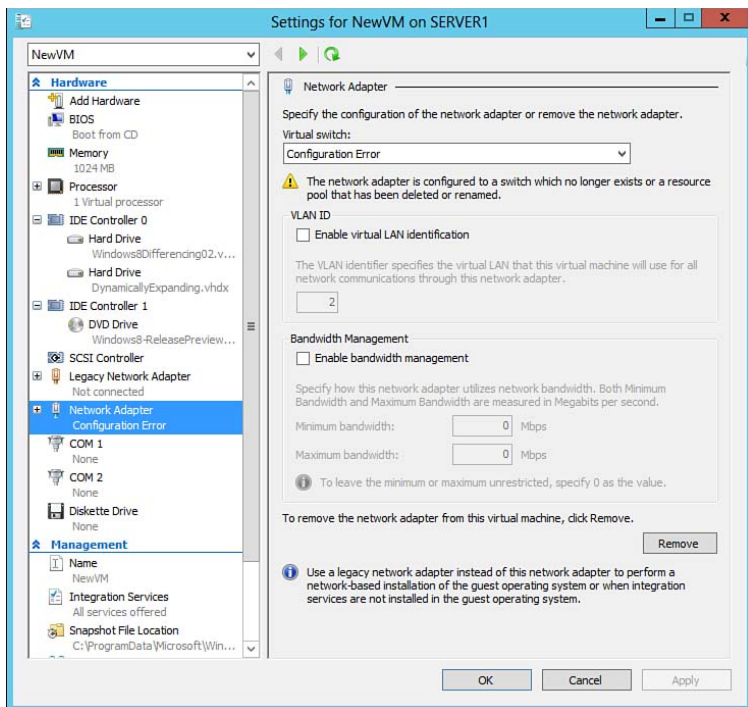 Settings for NewVM on SERVER1
NewVM
Hardware
Add Hardware
BIOS
Boot from CD
Memory
1024 MB
Processor
1 Virtual processor
IDE Controller 0
Hard Drive
Windows8Differencing02.v...
Hard Drive
DynamicallyExpanding.vhdx
IDE Controller 1
DVD Drive
Windows8-ReleasePreview...
SCSI Controller
Legacy Network Adapter
Not connected
Network Adapter
Configuration Error
COM 1
None
COM 2
None
Diskette Drive
None
Management
Name
NewVM
Integration Services
All services offered
Snapshot File Location
C:\ProgramData\Microsoft\Win...
Network Adapter
Specify the configuration of the network adapter or remove the network adapter.
Virtual switch:
Configuration Error
The network adapter is configured to a switch which no longer exists or a resource
pool that has been deleted or renamed.
VLAN ID
Enable virtual LAN identification
The VLAN identifier specifies the virtual LAN that this virtual machine will use for all
network communications through this network adapter.
2
Bandwidth Management
Enable bandwidth management
Specify how this network adapter utilizes network bandwidth. Both Minimum
Bandwidth and Maximum Bandwidth are measured in Megabits per second.
Minimum bandwidth: 0 Mbps
Maximum bandwidth: 0 Mbps
To leave the minimum or maximum unrestricted, specify 0 as the value.
To remove the network adapter from this virtual machine, click Remove.
Remove
Use a legacy network adapter instead of this network adapter to perform a
network-based installation of the guest operating system or when integration
services are not installed in the guest operating system.
OK Cancel Apply